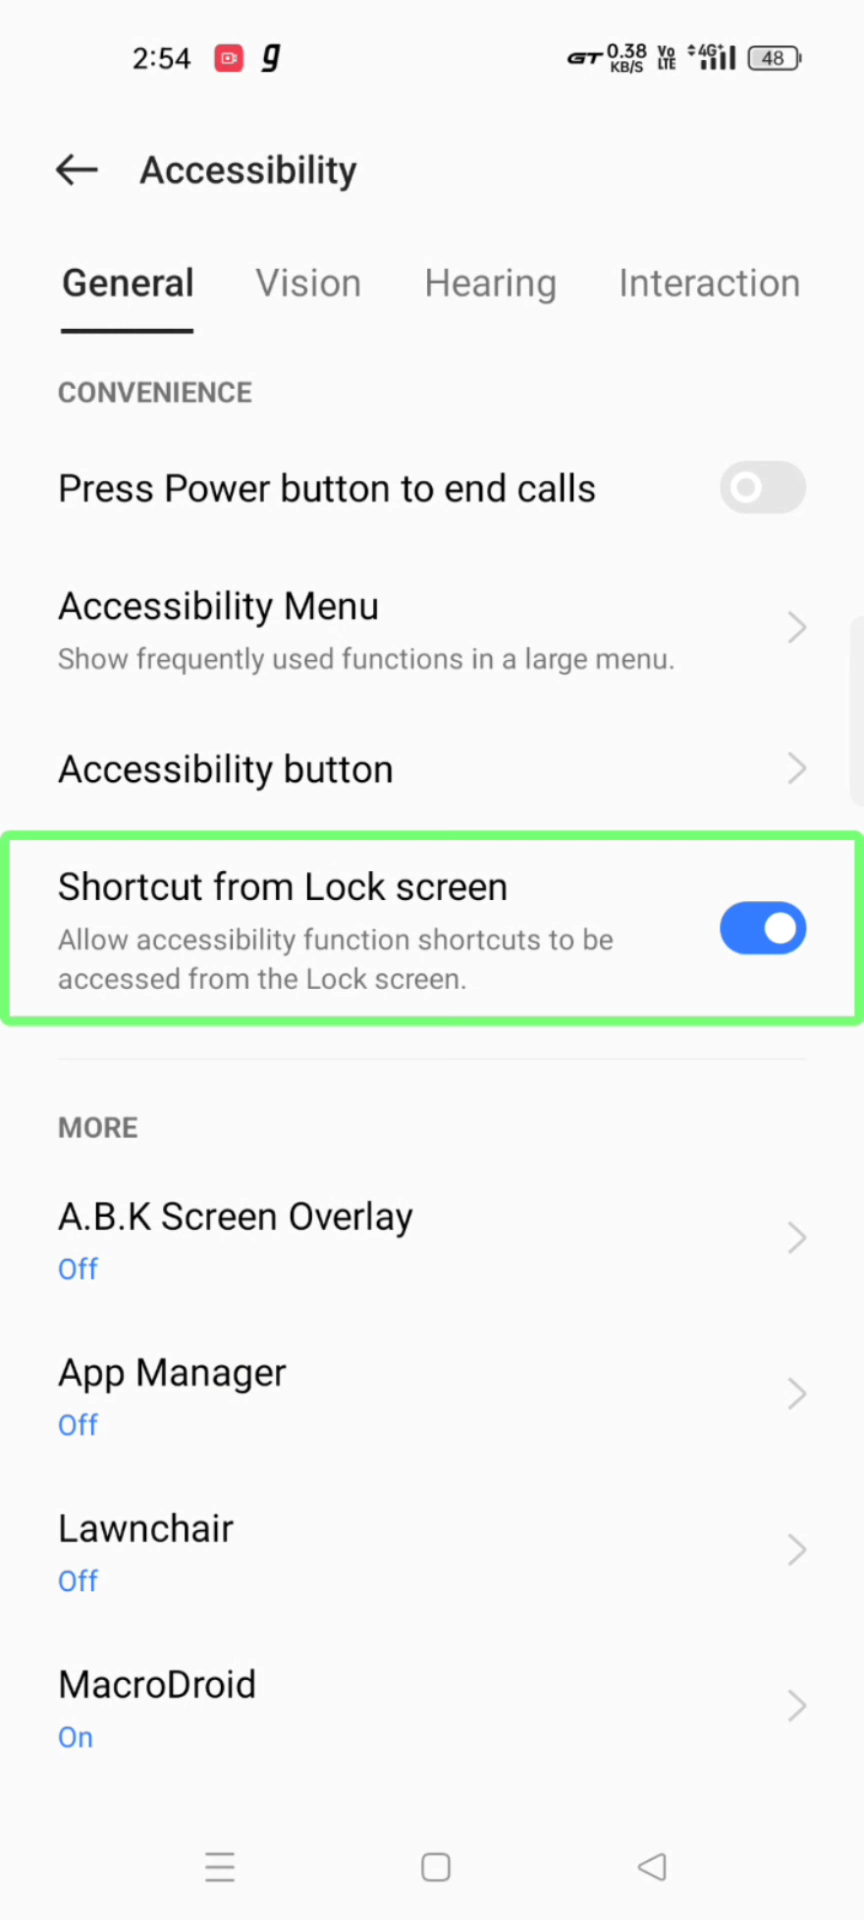 2:54 g GT 0.38 KB/S Vo LTE 4G+ 48
Accessibility
General Vision Hearing Interaction
CONVENIENCE
Press Power button to end calls
Accessibility Menu
Show frequently used functions in a large menu.
Accessibility button
Shortcut from Lock screen
Allow accessibility function shortcuts to be
accessed from the Lock screen.
MORE
A.B.K Screen Overlay
Off
App Manager
Off
Lawnchair
Off
MacroDroid
On